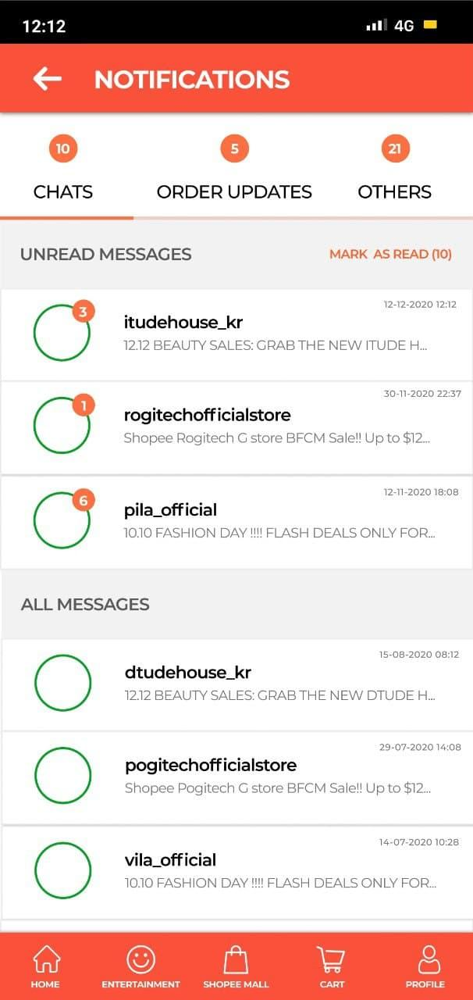 12:12
4G
NOTIFICATIONS
10
5
21
CHATS
ORDER UPDATES
OTHERS
UNREAD MESSAGES
MARK AS READ (10)
12-12-2020 12:12
3
itudehouse_kr
12.12 BEAUTY SALES: GRAB THE NEW ITUDE H...
30-11-2020 22:37
1
rogitechofficialstore
Shopee Rogitech G store BFCM Sale!! Up to $12...
12-11-2020 18:08
6
pila_official
10.10 FASHION DAY !!!! FLASH DEALS ONLY FOR...
ALL MESSAGES
15-08-2020 08:12
dtudehouse_kr
12.12 BEAUTY SALES: GRAB THE NEW DTUDE H...
29-07-2020 14:08
pogitechofficialstore
Shopee Pogitech G store BFCM Sale!! Up to $12...
14-07-2020 10:28
vila_official
10.10 FASHION DAY !!!! FLASH DEALS ONLY FOR...
HOME
ENTERTAINMENT
SHOPEE MALL
CART
PROFILE